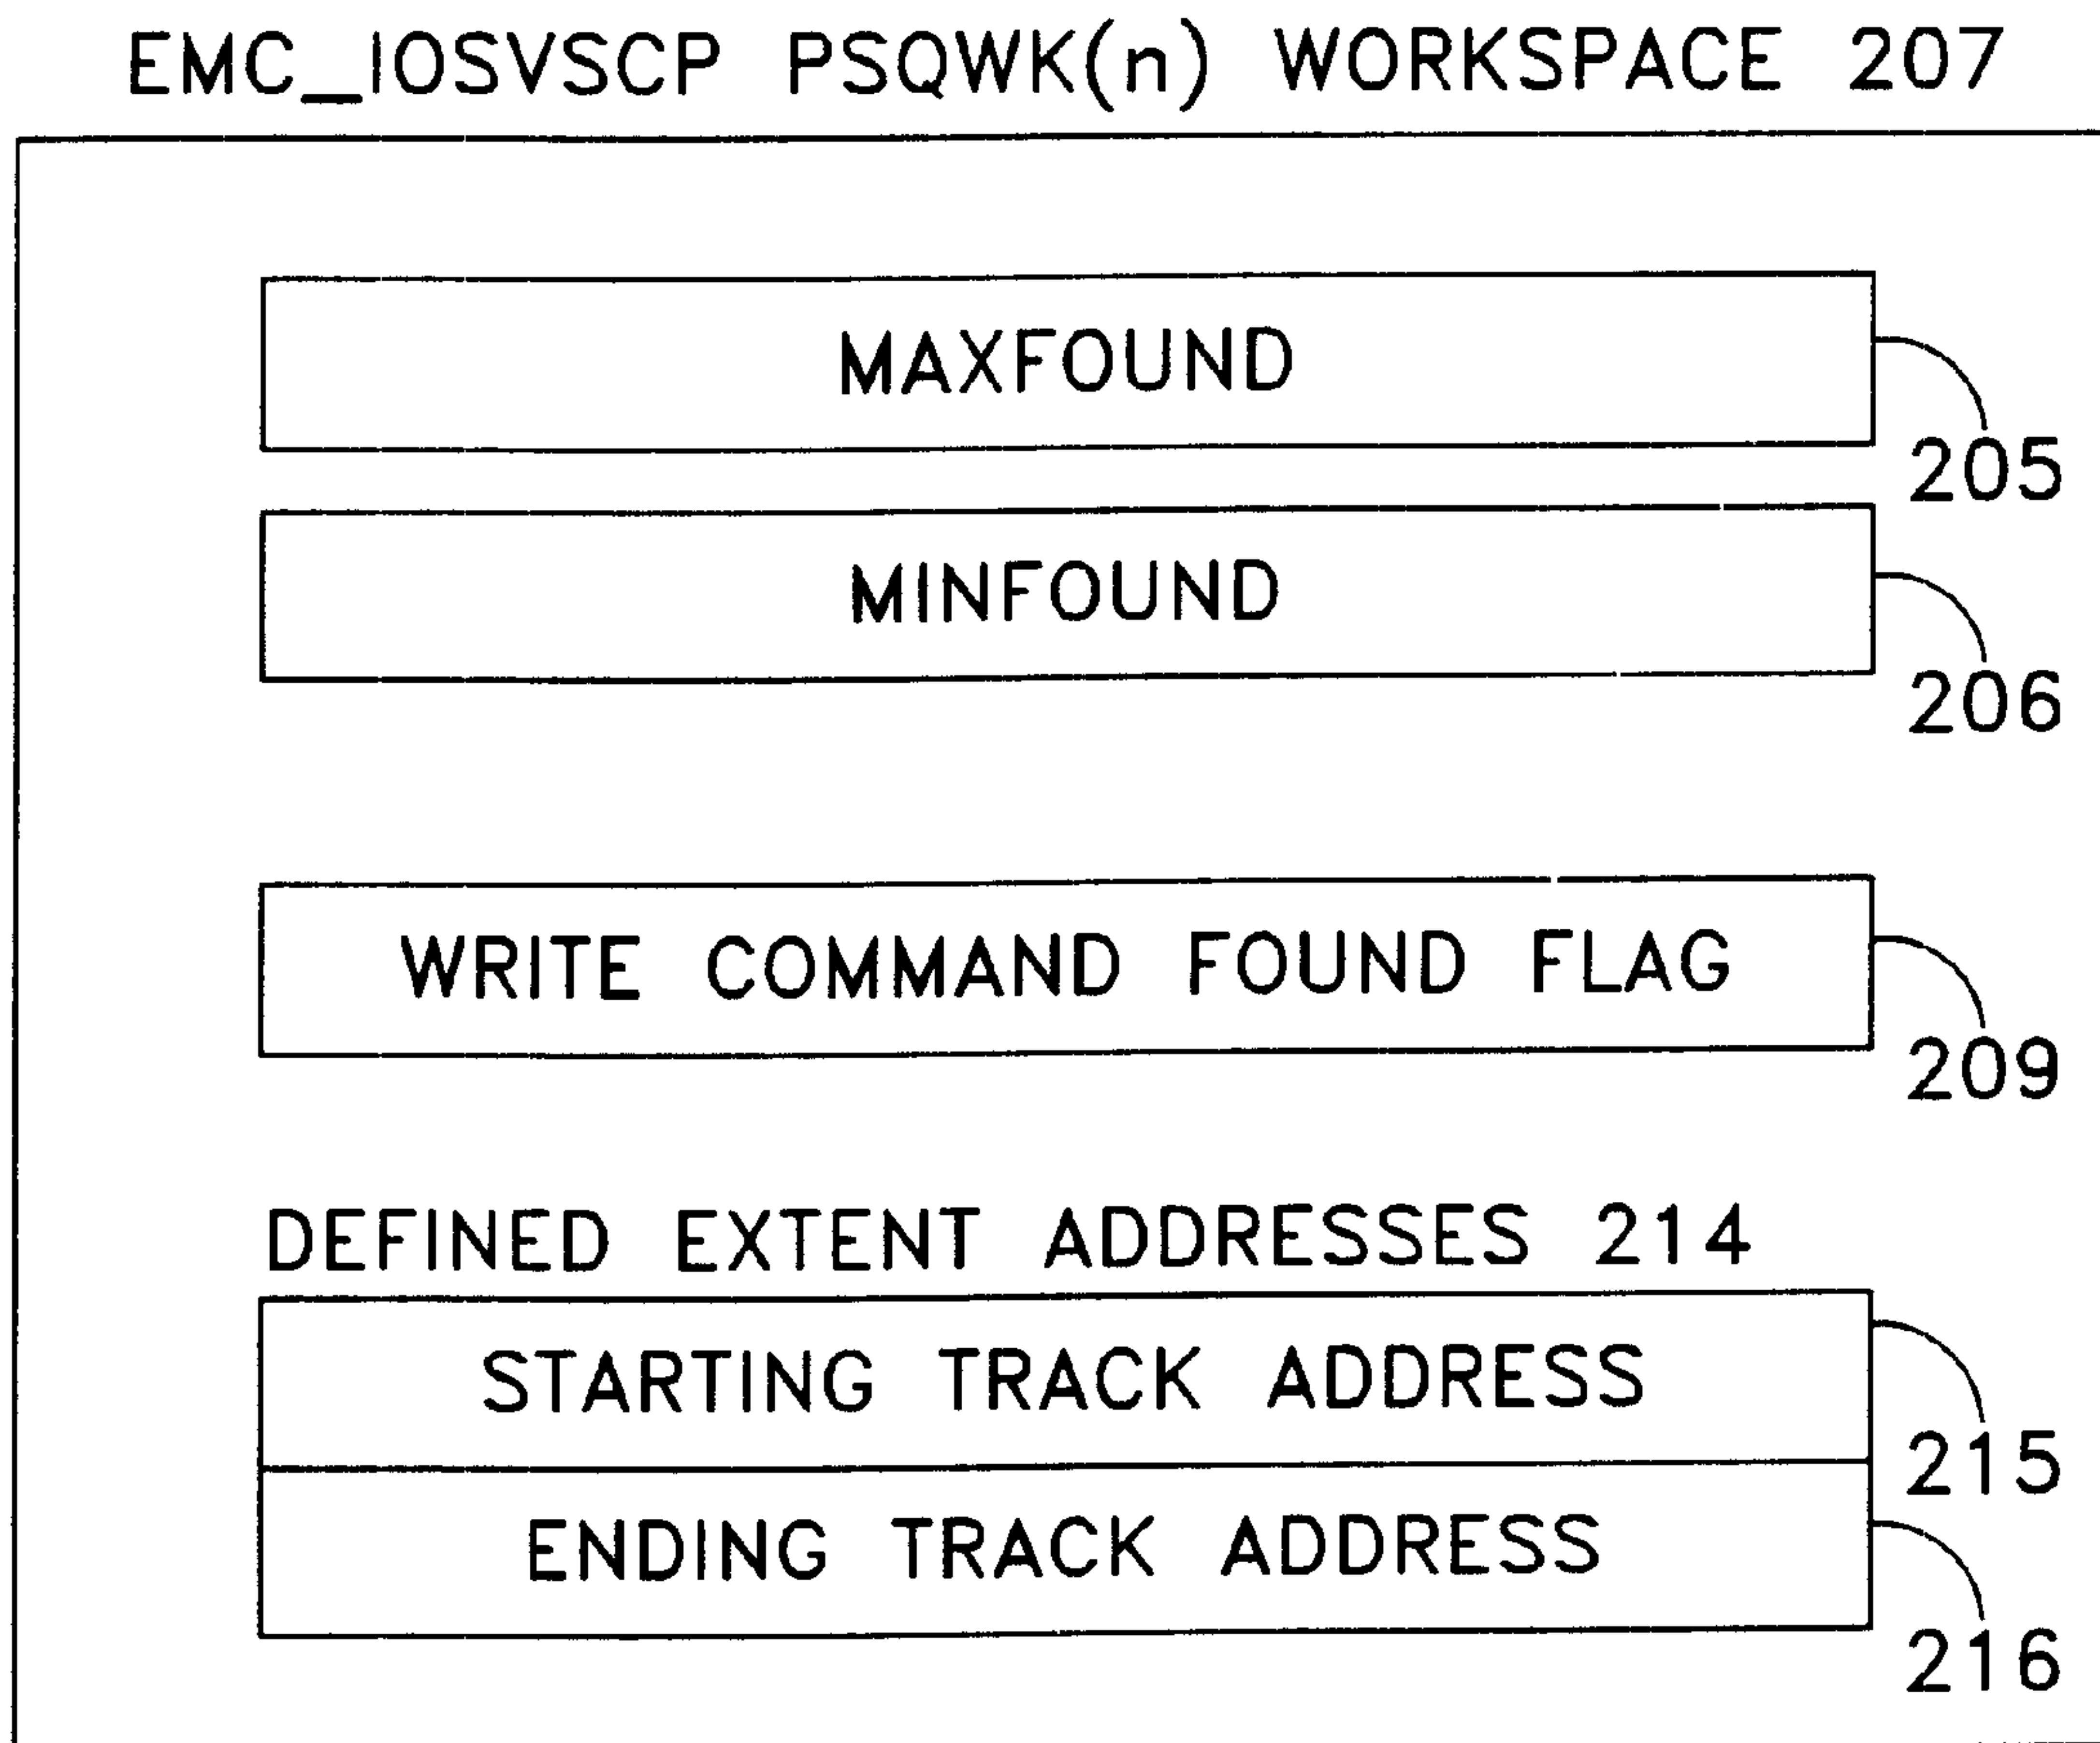 EMC_IOSVSCP PSQWK(n) WORKSPACE 207
MAXFOUND
205
MINFOUND
206
WRITE COMMAND FOUND FLAG
209
DEFINED EXTENT ADDRESSES 214
STARTING TRACK ADDRESS
215
ENDING TRACK ADDRESS
216